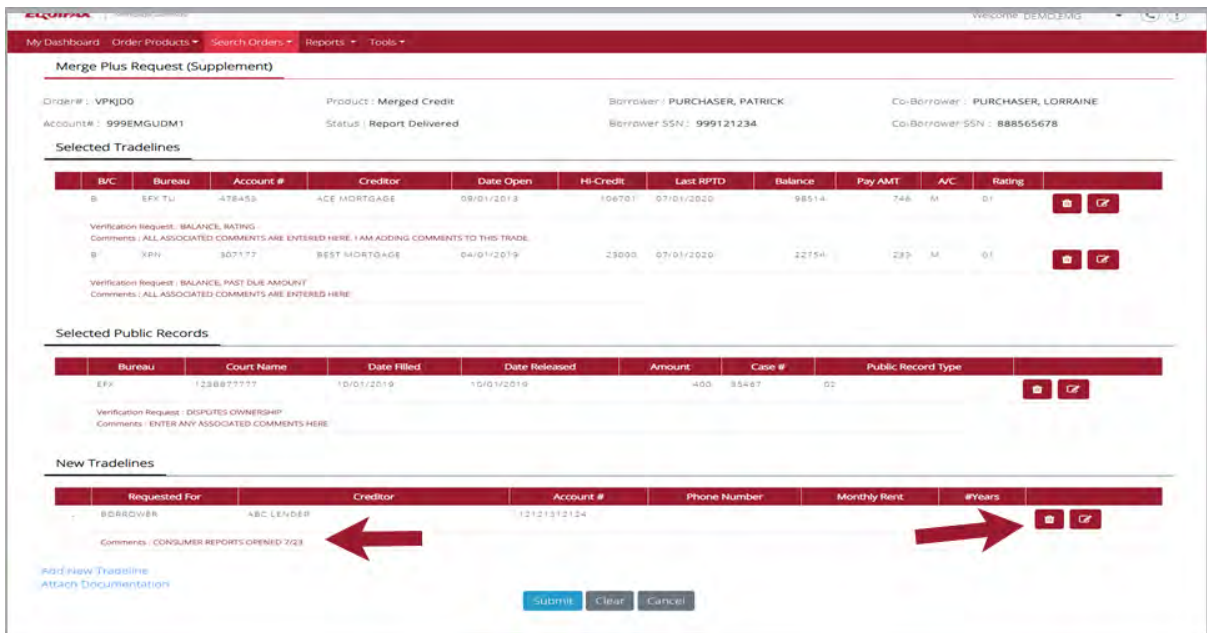 EQUIFAX
Welcome DEMO.EMG
My Dashboard Order Products Search Orders Reports Tools
Merge Plus Request (Supplement)
Order# : VPKJD0 Product : Merged Credit Borrower : PURCHASER, PATRICK Co-Borrower : PURCHASER, LORRAINE
Account# : 999EMGUDM1 Status : Report Delivered Borrower SSN : 999121234 Co-Borrower SSN : 888565678
Selected Tradelines
B/C Bureau Account # Creditor Date Open Hi-Credit Last RPTD Balance Pay AMT A/C Rating
B EFX TU 478453 ACE MORTGAGE 09/01/2013 106701 07/01/2020 98514 746 M 01
Verification Request : BALANCE, RATING
Comments : ALL ASSOCIATED COMMENTS ARE ENTERED HERE. I AM ADDING COMMENTS TO THIS TRADE.
B XPN 307177 BEST MORTGAGE 04/01/2019 23000 07/01/2020 22754 239 M 01
Verification Request : BALANCE, PAST DUE AMOUNT
Comments : ALL ASSOCIATED COMMENTS ARE ENTERED HERE
Selected Public Records
Bureau Court Name Date Filled Date Released Amount Case # Public Record Type
EFX 10/01/2019 10/01/2019 400 02
Verification Request : DISPUTES OWNERSHIP
Comments : ENTER ANY ASSOCIATED COMMENTS HERE
New Tradelines
Requested For Creditor Account # Phone Number Monthly Rent #Years
BORROWER ABC LENDER 12121312124
Comments : CONSUMER REPORTS OPENED 7/23
Add New Tradeline
Attach Documentation
Submit Clear Cancel